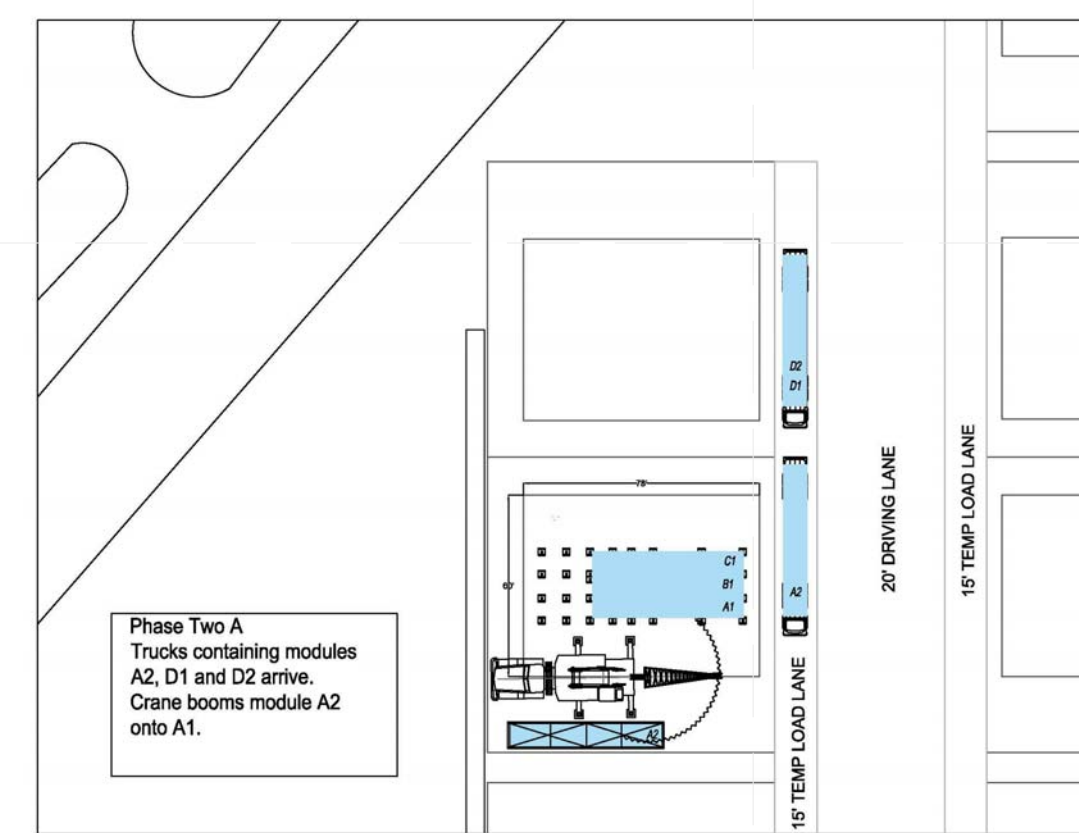 D2
D1
20' DRIVING LANE
15' TEMP LOAD LANE
78'
C1
B1
A1
A2
60'
15' TEMP LOAD LANE
A2
Phase Two A
Trucks containing modules
A2, D1 and D2 arrive.
Crane booms module A2
onto A1.